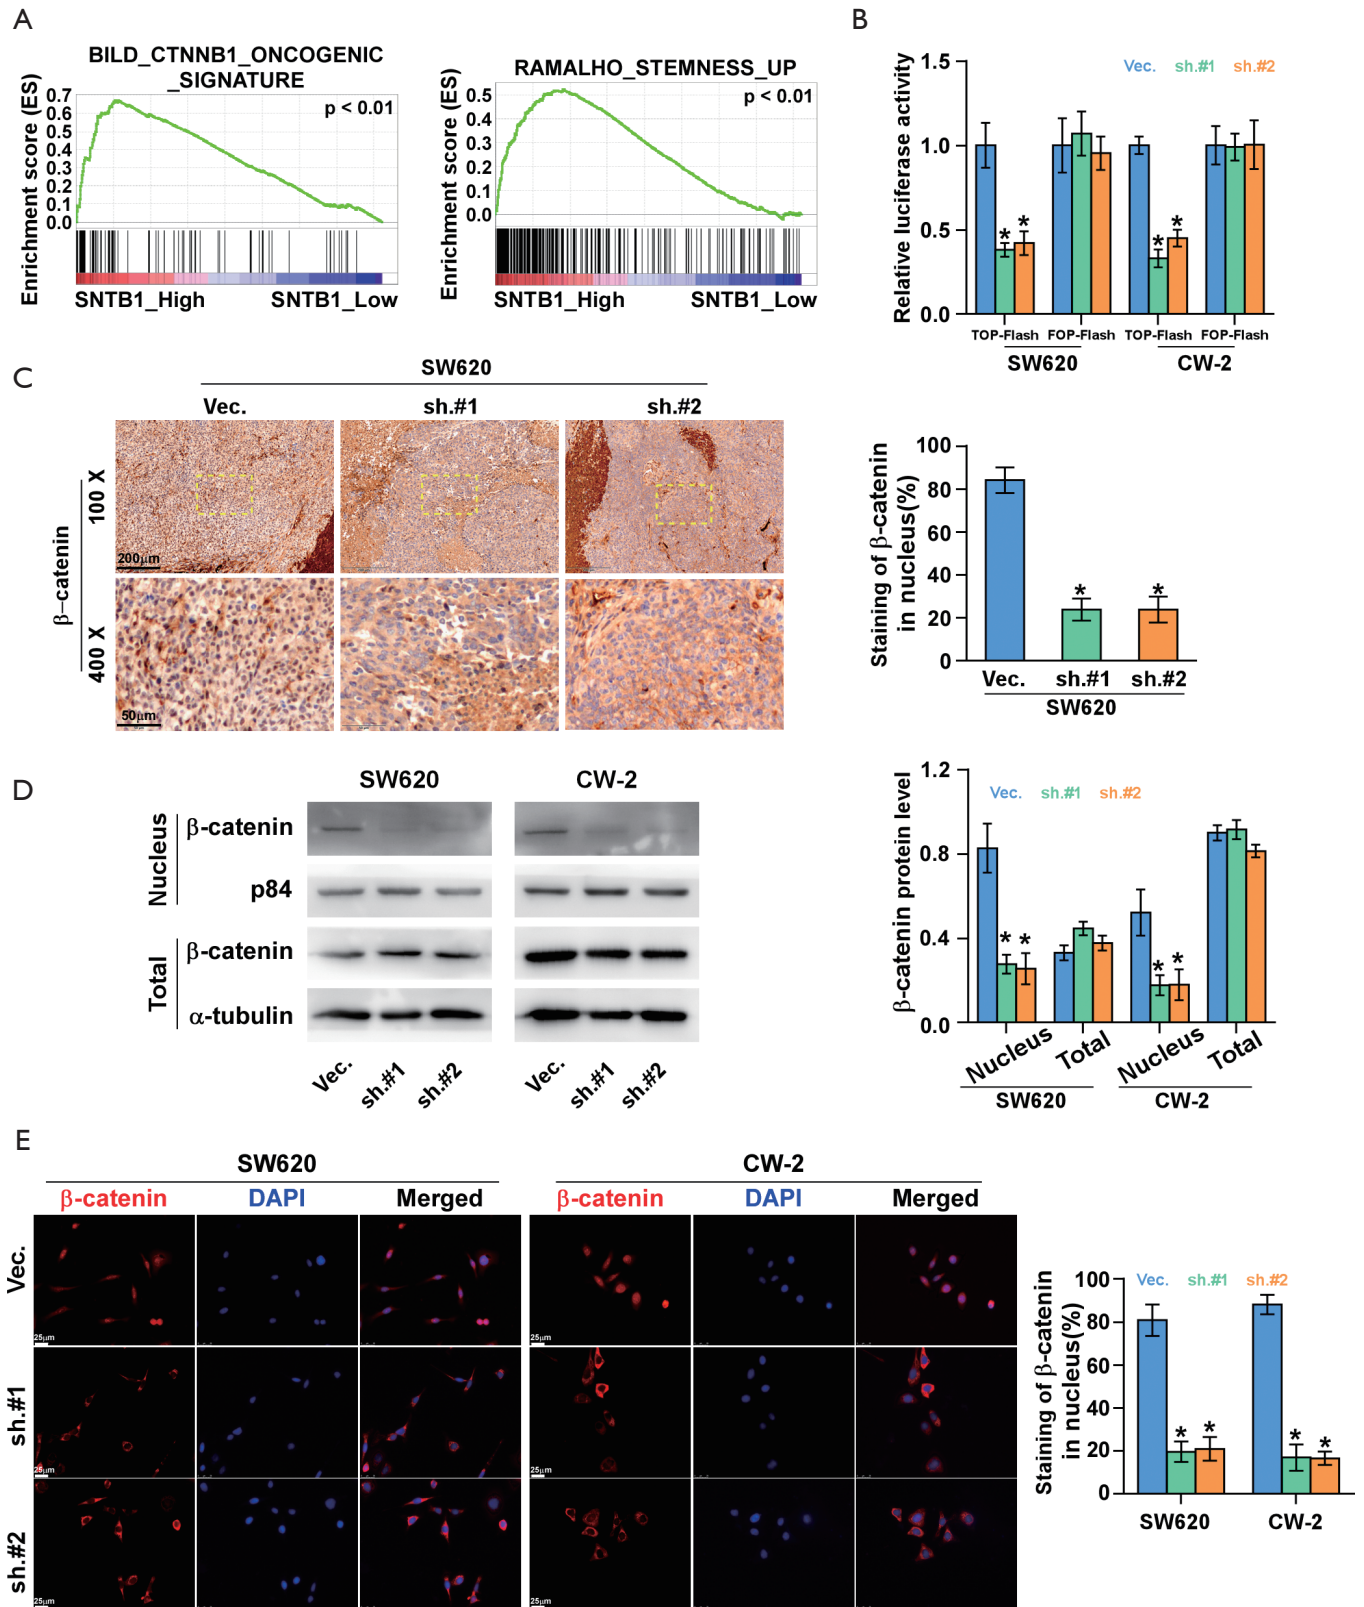 A
BILD_CTNNB1_ONCOGENIC
_SIGNATURE
Enrichment score (ES)
0.7
0.6
0.5
0.4
0.3
0.2
0.1
0.0
p < 0.01
SNTB1_High
SNTB1_Low
RAMALHO_STEMNESS_UP
Enrichment score (ES)
0.5
0.4
0.3
0.2
0.1
0.0
p < 0.01
SNTB1_High
SNTB1_Low
B
Relative luciferase activity
1.5
1.0
0.5
0.0
Vec. sh.#1 sh.#2
* * * *
TOP-Flash FOP-Flash TOP-Flash FOP-Flash
SW620 CW-2
C
SW620
Vec. sh.#1 sh.#2
β-catenin
100 X
400 X
200μm
50μm
Staining of β-catenin
in nucleus(%)
100
80
60
40
20
0
* *
Vec. sh.#1 sh.#2
SW620
D
SW620 CW-2
Nucleus
β-catenin
p84
Total
β-catenin
α-tubulin
Vec. sh.#1 sh.#2 Vec. sh.#1 sh.#2
β-catenin protein level
1.2
0.8
0.4
0.0
Vec. sh.#1 sh.#2
* * * *
Nucleus Total Nucleus Total
SW620 CW-2
E
SW620 CW-2
β-catenin DAPI Merged β-catenin DAPI Merged
Vec.
25μm 25μm
sh.#1
25μm 25μm
sh.#2
25μm 25μm
Staining of β-catenin
in nucleus(%)
100
80
60
40
20
0
Vec. sh.#1 sh.#2
* * * *
SW620 CW-2